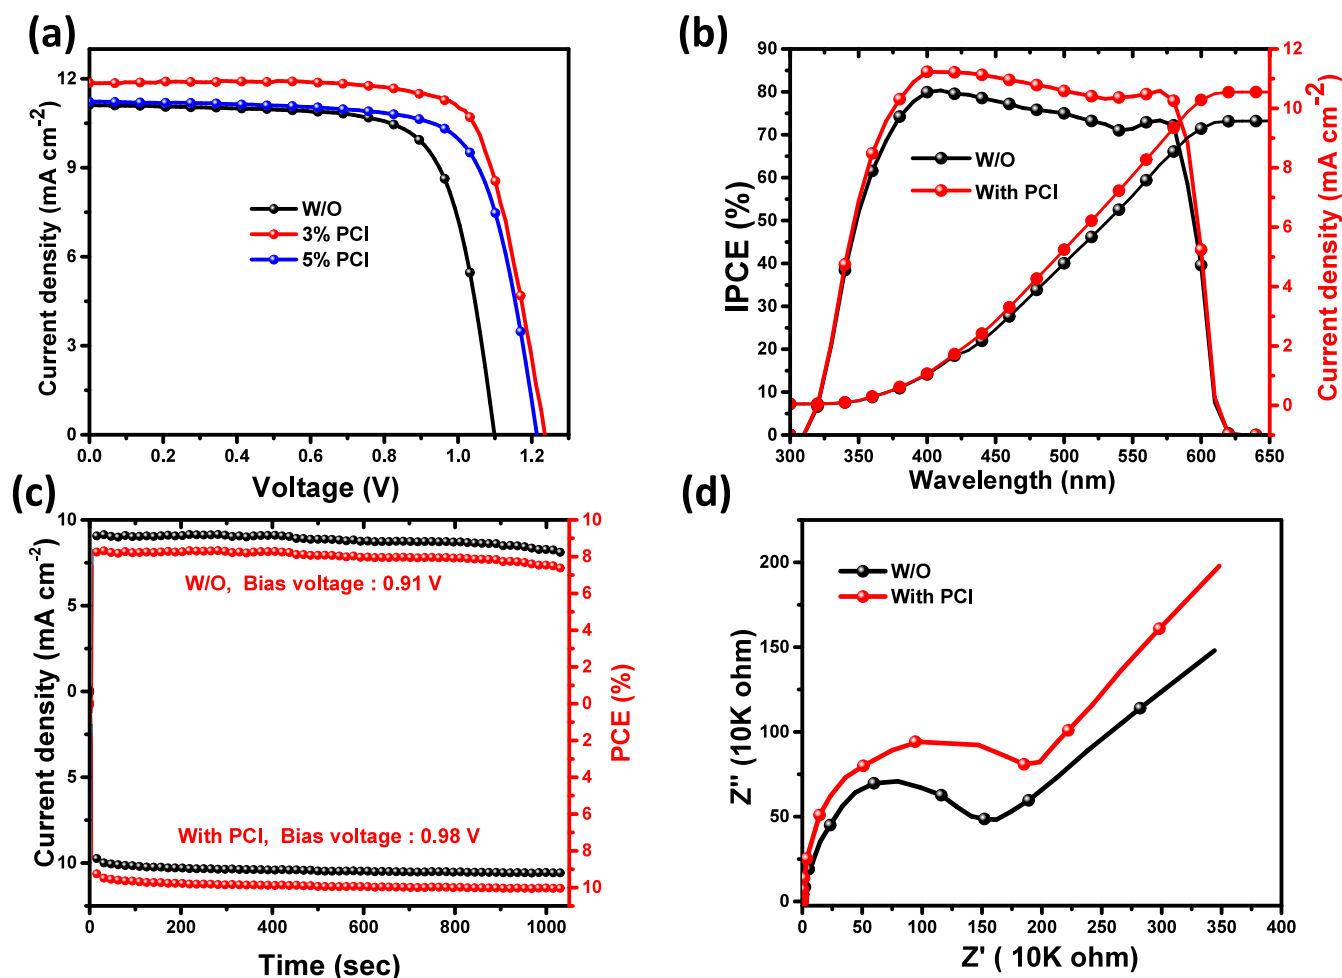 (a)
Current density (mA cm-2)
12
9
6
3
0
W/O
3% PCl
5% PCl
0.0 0.2 0.4 0.6 0.8 1.0 1.2
Voltage (V)
(b)
IPCE (%)
90
80
70
60
50
40
30
20
10
0
W/O
With PCl
12
10
8
6
4
2
0
Current density (mA cm-2)
300 350 400 450 500 550 600 650
Wavelength (nm)
(c)
Current density (mA cm-2)
10
5
0
5
10
W/O, Bias voltage : 0.91 V
With PCl, Bias voltage : 0.98 V
10
8
6
4
2
0
2
4
6
8
10
PCE (%)
0 200 400 600 800 1000
Time (sec)
(d)
Z'' (10K ohm)
200
150
100
50
0
W/O
With PCl
0 50 100 150 200 250 300 350 400
Z' ( 10K ohm)